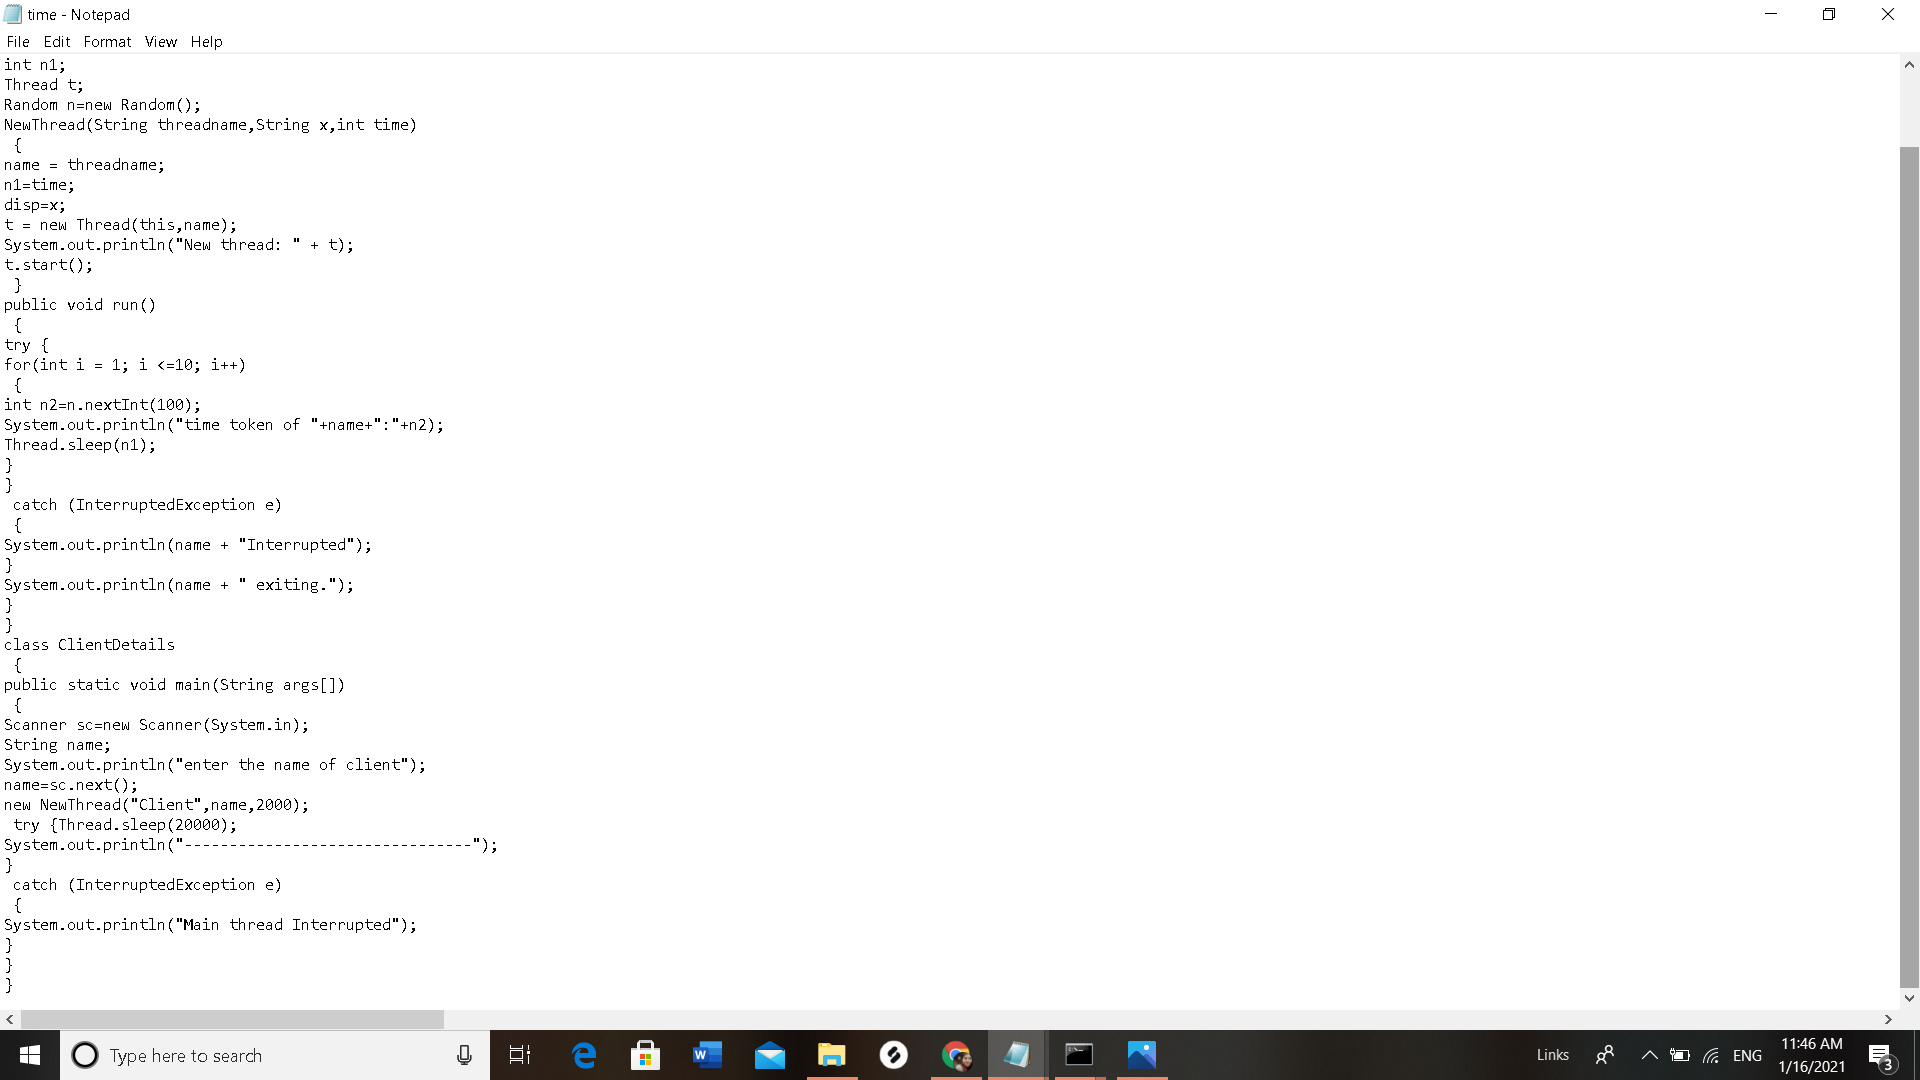 time - Notepad
File Edit Format View Help
int n1;
Thread t;
Random n=new Random();
NewThread(String threadname,String x,int time)
 {
name = threadname;
n1=time;
disp=x;
t = new Thread(this,name);
System.out.println("New thread: " + t);
t.start();
 }
public void run()
 {
try {
for(int i = 1; i <=10; i++)
 {
int n2=n.nextInt(100);
System.out.println("time token of "+name+":"+n2);
Thread.sleep(n1);
}
}
 catch (InterruptedException e)
 {
System.out.println(name + "Interrupted");
}
System.out.println(name + " exiting.");
}
}
class ClientDetails
 {
public static void main(String args[])
 {
Scanner sc=new Scanner(System.in);
String name;
System.out.println("enter the name of client");
name=sc.next();
new NewThread("Client",name,2000);
 try {Thread.sleep(20000);
System.out.println("--------------------------------");
}
 catch (InterruptedException e)
 {
System.out.println("Main thread Interrupted");
}
}
}
Type here to search
Links ENG 11:46 AM
1/16/2021 3